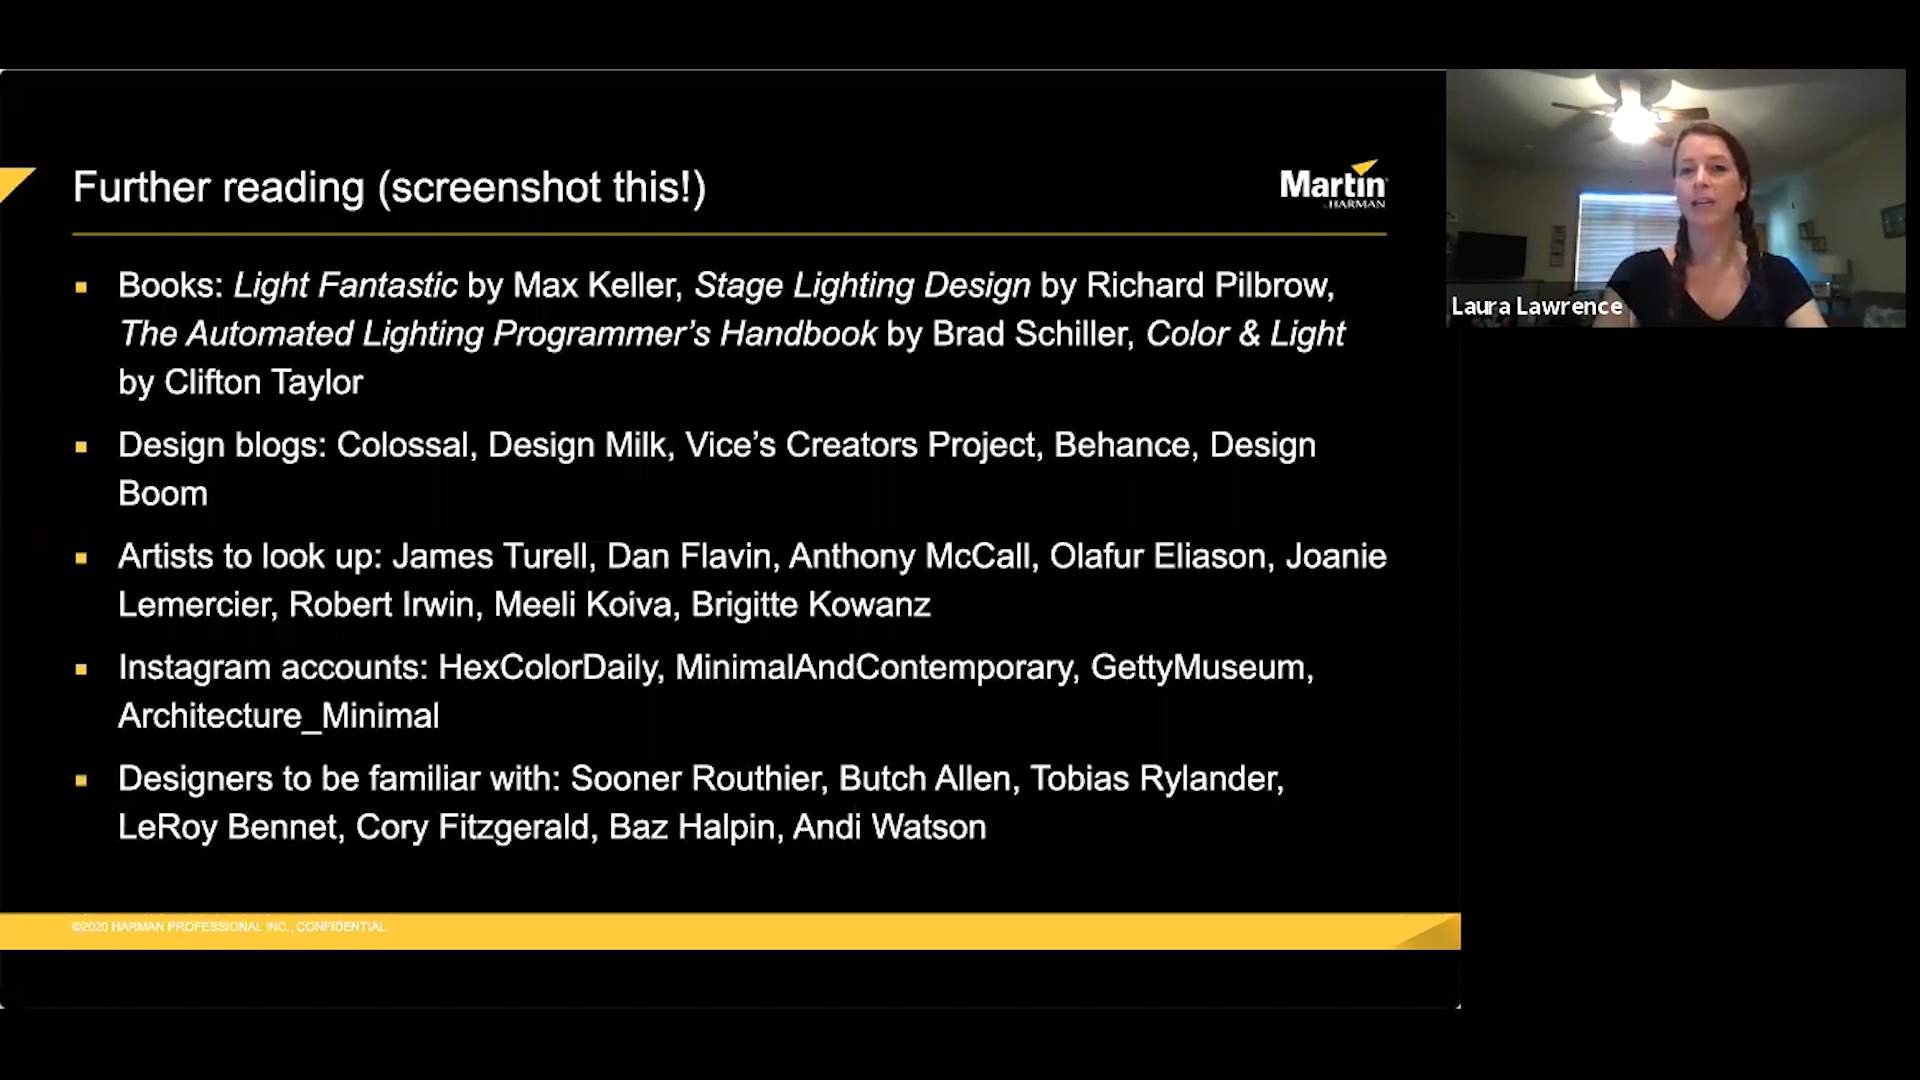 Further reading (screenshot this!)
Martin
by HARMAN
Books: Light Fantastic by Max Keller, Stage Lighting Design by Richard Pilbrow,
The Automated Lighting Programmer’s Handbook by Brad Schiller, Color & Light
by Clifton Taylor
Design blogs: Colossal, Design Milk, Vice’s Creators Project, Behance, Design
Boom
Artists to look up: James Turell, Dan Flavin, Anthony McCall, Olafur Eliason, Joanie
Lemercier, Robert Irwin, Meeli Koiva, Brigitte Kowanz
Instagram accounts: HexColorDaily, MinimalAndContemporary, GettyMuseum,
Architecture_Minimal
Designers to be familiar with: Sooner Routhier, Butch Allen, Tobias Rylander,
LeRoy Bennet, Cory Fitzgerald, Baz Halpin, Andi Watson
©2020 HARMAN PROFESSIONAL INC., CONFIDENTIAL
Laura Lawrence